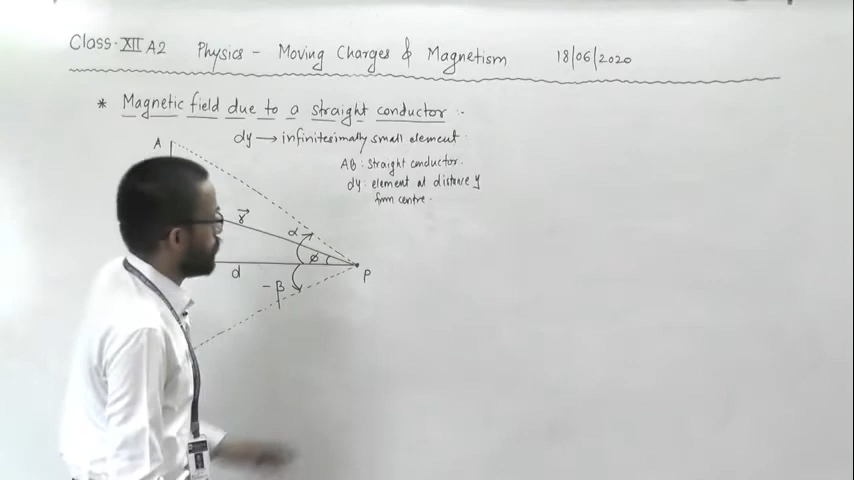 Class-XII A2 Physics - Moving Charges & Magnetism 18/06/2020
* Magnetic field due to a straight conductor :-
dy → infinitesimally small element.
A
AB: straight conductor.
dy: element at distance y
from centre.
r⃗
α
φ
d
P
-β